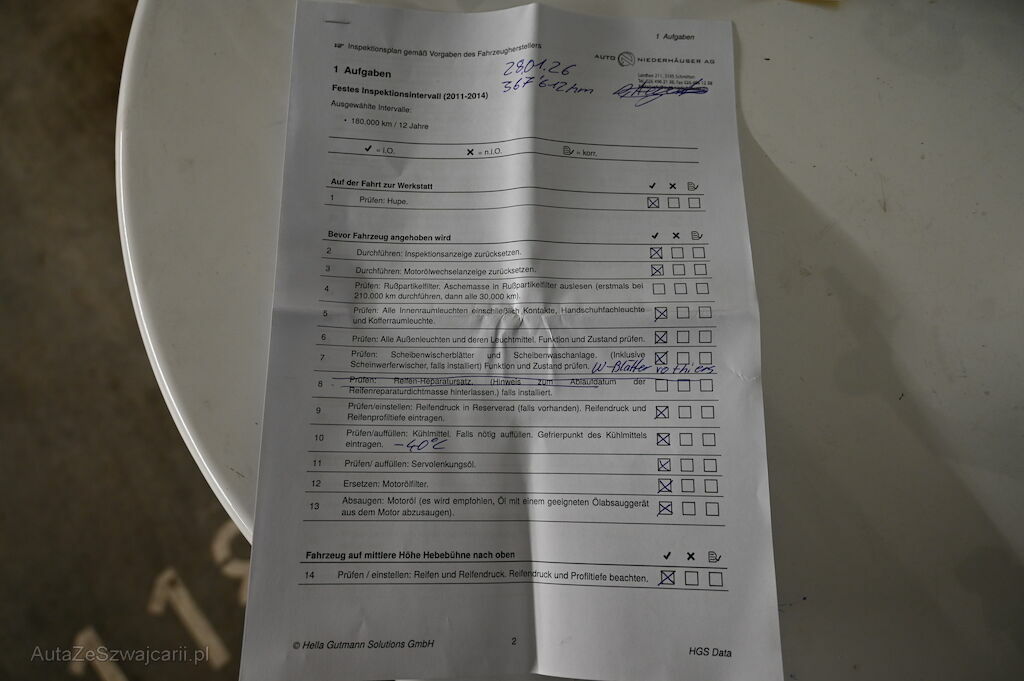 1 Aufgaben
☞ Inspektionsplan gemäß Vorgaben des Fahrzeugherstellers
AUTO NIEDERHÄUSER AG
1 Aufgaben
28.01.26
367'612 km
Festes Inspektionsintervall (2011-2014)
Ausgewählte Intervalle:
• 180.000 km / 12 Jahre
✔ = i.O. ✘ = n.i.O. = korr.
Auf der Fahrt zur Werkstatt
1 Prüfen: Hupe.
Bevor Fahrzeug angehoben wird
2 Durchführen: Inspektionsanzeige zurücksetzen.
3 Durchführen: Motorölwechselanzeige zurücksetzen.
4 Prüfen: Rußpartikelfilter. Aschemasse in Rußpartikelfilter auslesen (erstmals bei
210.000 km durchführen, dann alle 30.000 km).
5 Prüfen: Alle Innenraumleuchten einschließlich Kontakte, Handschuhfachleuchte
und Kofferraumleuchte.
6 Prüfen: Alle Außenleuchten und deren Leuchtmittel. Funktion und Zustand prüfen.
7 Prüfen: Scheibenwischerblätter und Scheibenwaschanlage. (Inklusive
Scheinwerferwischer, falls installiert) Funktion und Zustand prüfen. W-Blätter
8 Prüfen: Reifen-Reparatursatz. (Hinweis zum Ablaufdatum der
Reifenreparaturdichtmasse hinterlassen.) falls installiert.
9 Prüfen/einstellen: Reifendruck in Reserverad (falls vorhanden). Reifendruck und
Reifenprofiltiefe eintragen.
10 Prüfen/auffüllen: Kühlmittel. Falls nötig auffüllen. Gefrierpunkt des Kühlmittels
eintragen. -40°C
11 Prüfen/ auffüllen: Servolenkungsöl.
12 Ersetzen: Motorölfilter.
13 Absaugen: Motoröl (es wird empfohlen, Öl mit einem geeigneten Ölabsauggerät
aus dem Motor abzusaugen).
Fahrzeug auf mittlere Höhe Hebebühne nach oben
14 Prüfen / einstellen: Reifen und Reifendruck. Reifendruck und Profiltiefe beachten.
© Hella Gutmann Solutions GmbH
2
HGS Data
AutaZeSzwajcarii.pl